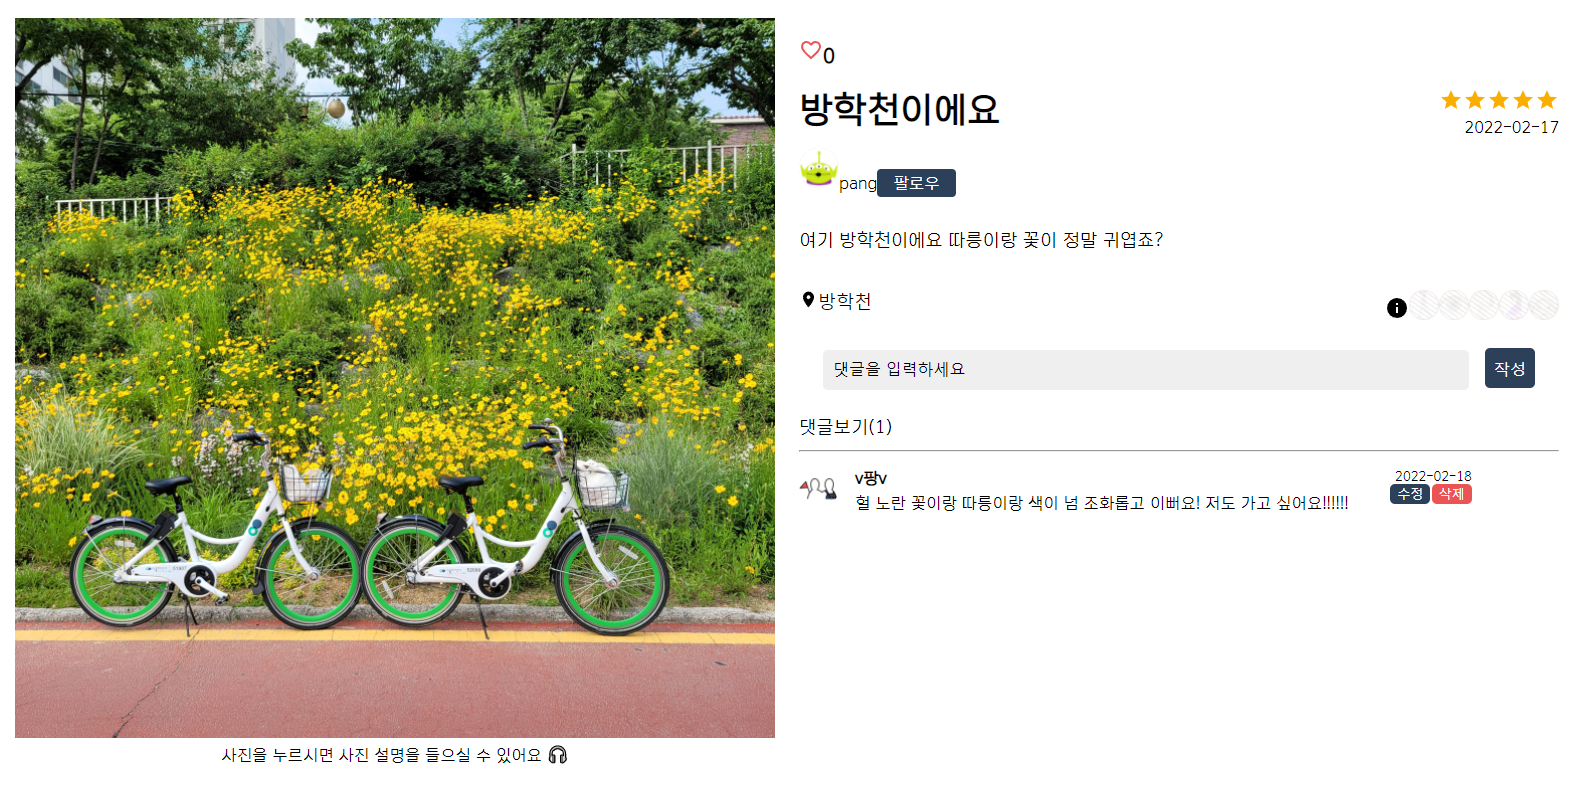 0
방학천이에요
2022-02-17
pang 팔로우
여기 방학천이에요 따릉이랑 꽃이 정말 귀엽죠?
방학천
댓글을 입력하세요 작성
댓글보기(1)
v팡v 2022-02-18
헐 노란 꽃이랑 따릉이랑 색이 넘 조화롭고 이뻐요! 저도 가고 싶어요!!!!!! 수정 삭제
사진을 누르시면 사진 설명을 들으실 수 있어요